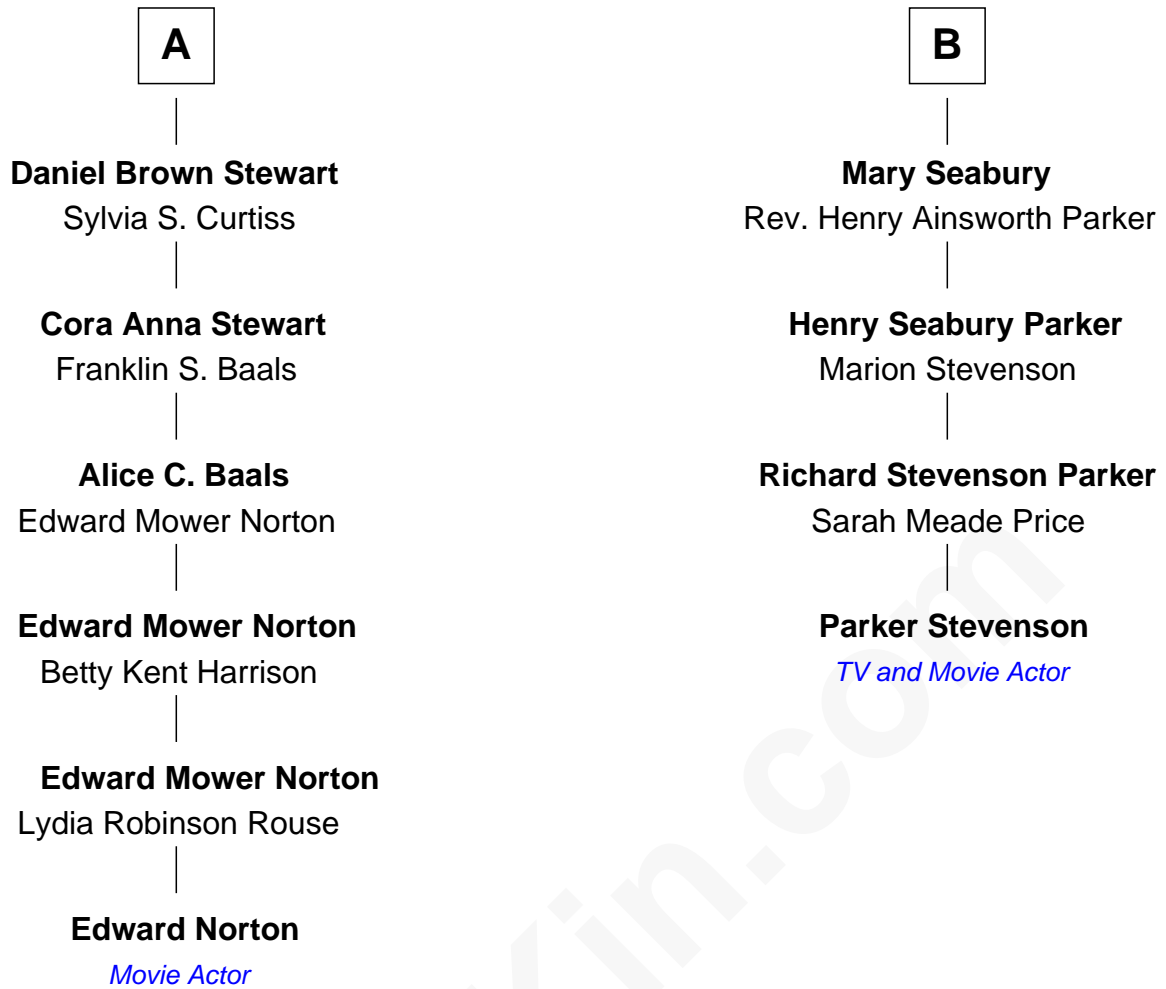 A
Daniel Brown Stewart
Sylvia S. Curtiss
Cora Anna Stewart
Franklin S. Baals
Alice C. Baals
Edward Mower Norton
Edward Mower Norton
Betty Kent Harrison
Edward Mower Norton
Lydia Robinson Rouse
Edward Norton
Movie Actor
B
Mary Seabury
Rev. Henry Ainsworth Parker
Henry Seabury Parker
Marion Stevenson
Richard Stevenson Parker
Sarah Meade Price
Parker Stevenson
TV and Movie Actor
Kin.com